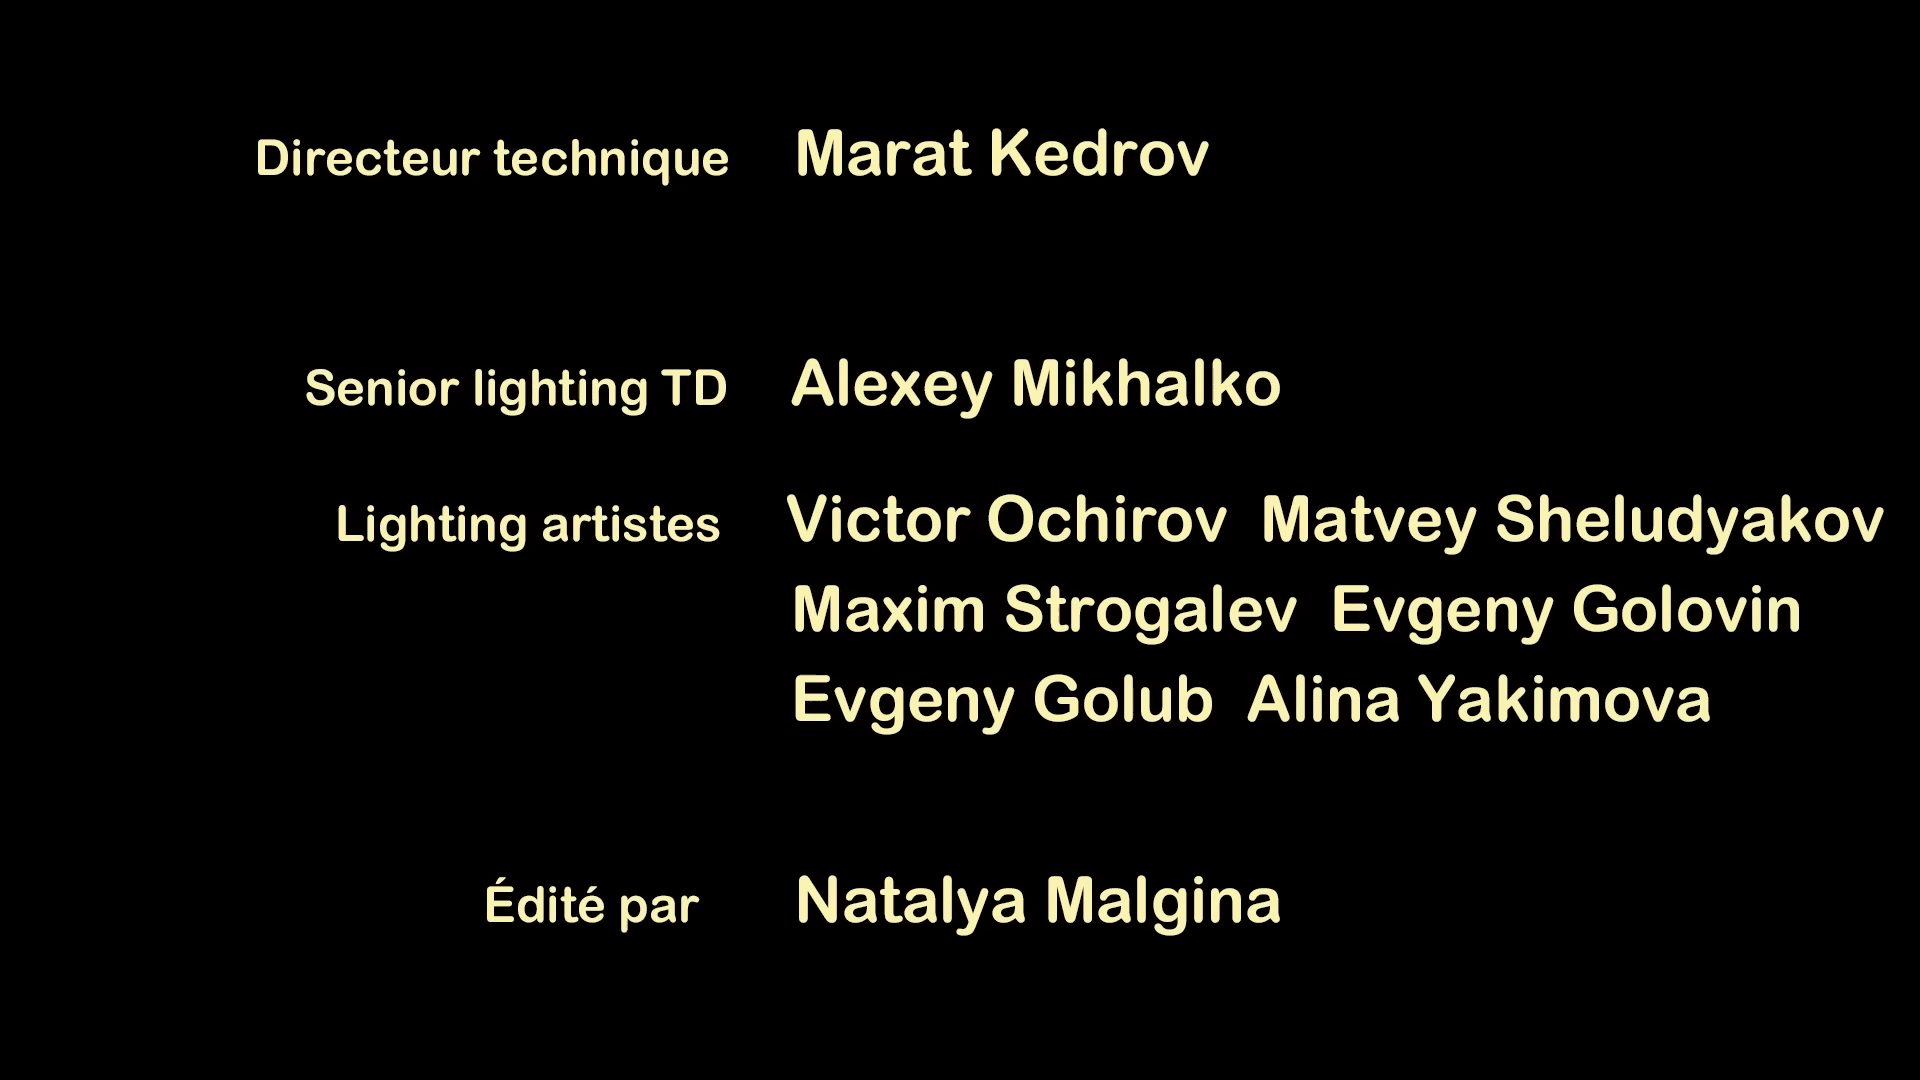 Directeur technique Marat Kedrov
Senior lighting TD Alexey Mikhalko
Lighting artistes Victor Ochirov Matvey Sheludyakov
Maxim Strogalev Evgeny Golovin
Evgeny Golub Alina Yakimova
Édité par Natalya Malgina